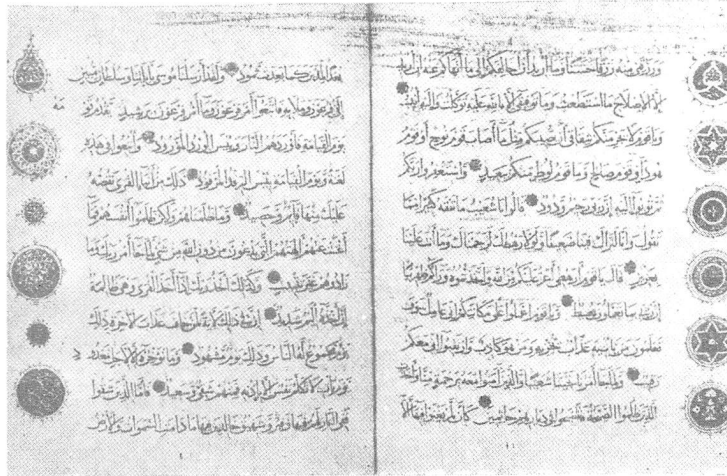 ورزقني منه رزقا حسنا وما أريد أن أخالفكم إلى ما أنهاكم عنه إن أريد
إلا الإصلاح ما استطعت وما توفيقي إلا بالله عليه توكلت وإليه أنيب
وياقوم لا يجرمنكم شقاقي أن يصيبكم مثل ما أصاب قوم نوح أو قوم
هود أو قوم صالح وما قوم لوط منكم ببعيد واستغفروا ربكم
ثم توبوا إليه إن ربي رحيم ودود قالوا يا شعيب ما نفقه كثيرا مما
تقول وإنا لنراك فينا ضعيفا ولولا رهطك لرجمناك وما أنت علينا
بعزيز قال ياقوم أرهطي أعز عليكم من الله واتخذتموه وراءكم ظهريا
إن ربي بما تعملون محيط وياقوم اعملوا على مكانتكم إني عامل سوف
تعلمون من يأتيه عذاب يخزيه ومن هو كاذب وارتقبوا إني معكم
رقيب ولما جاء أمرنا نجينا شعيبا والذين آمنوا معه برحمة منا وأخذت
الذين ظلموا الصيحة فأصبحوا في ديارهم جاثمين كأن لم يغنوا فيها ألا
بعدا لمدين كما بعدت ثمود ولقد أرسلنا موسى بآياتنا وسلطان مبين
إلى فرعون وملإيه فاتبعوا أمر فرعون وما أمر فرعون برشيد يقدم قومه
يوم القيامة فأوردهم النار وبئس الورد المورود وأتبعوا في هذه
لعنة ويوم القيامة بئس الرفد المرفود ذلك من أنباء القرى نقصه
عليك منها قائم وحصيد وما ظلمناهم ولكن ظلموا أنفسهم فما
أغنت عنهم آلهتهم التي يدعون من دون الله من شيء لما جاء أمر ربك وما
زادوهم غير تتبيب وكذلك أخذ ربك إذا أخذ القرى وهي ظالمة
إن أخذه أليم شديد إن في ذلك لآية لمن خاف عذاب الآخرة ذلك
يوم مجموع له الناس وذلك يوم مشهود وما نؤخره إلا لأجل معدود
يوم يأت لا تكلم نفس إلا بإذنه فمنهم شقي وسعيد فأما الذين شقوا
ففي النار لهم فيها زفير وشهيق خالدين فيها ما دامت السموات والأرض